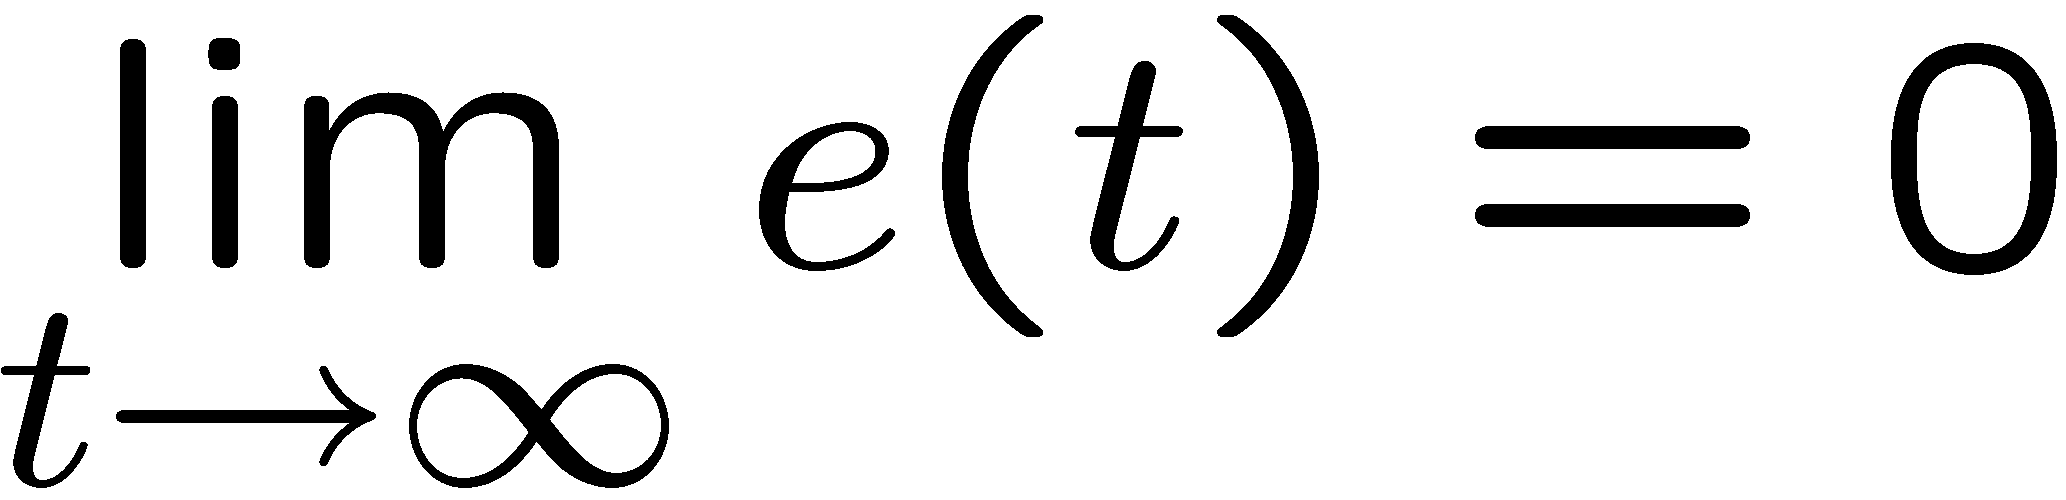 lim e(t) = 0
t→∞